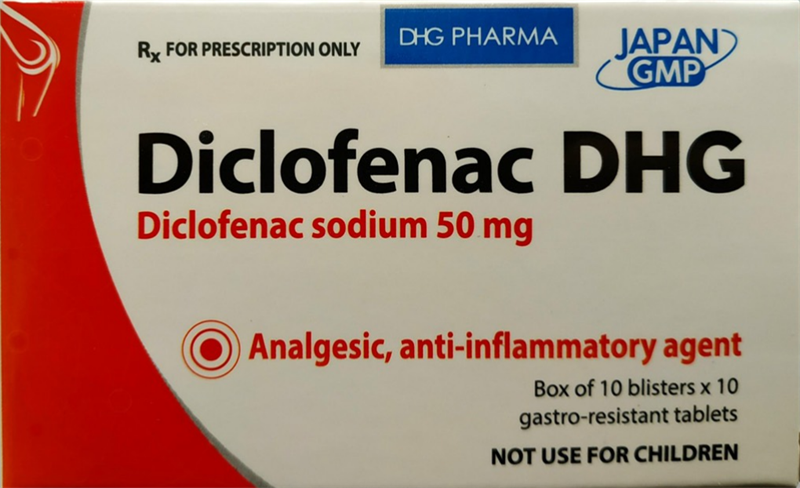 Rx FOR PRESCRIPTION ONLY
DHG PHARMA
JAPAN
GMP
Diclofenac DHG
Diclofenac sodium 50 mg
Analgesic, anti-inflammatory agent
Box of 10 blisters x 10
gastro-resistant tablets
NOT USE FOR CHILDREN